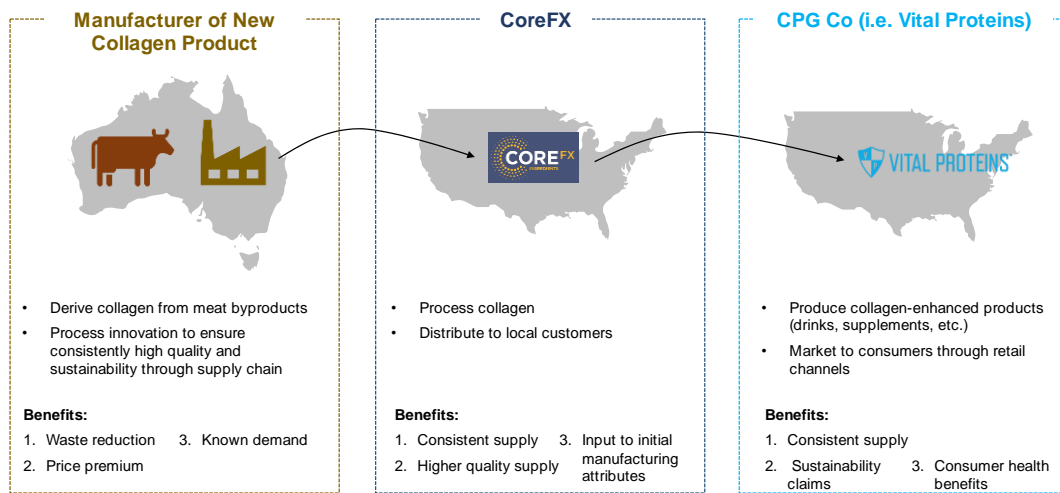 Manufacturer of New
Collagen Product
• Derive collagen from meat byproducts
• Process innovation to ensure
consistently high quality and
sustainability through supply chain
Benefits:
1. Waste reduction
2. Price premium
3. Known demand
CoreFX
COREFX
INGREDIENTS
• Process collagen
• Distribute to local customers
Benefits:
1. Consistent supply
2. Higher quality supply
3. Input to initial
manufacturing
attributes
CPG Co (i.e. Vital Proteins)
VP
VITAL PROTEINS
• Produce collagen-enhanced products
(drinks, supplements, etc.)
• Market to consumers through retail
channels
Benefits:
1. Consistent supply
2. Sustainability
claims
3. Consumer health
benefits